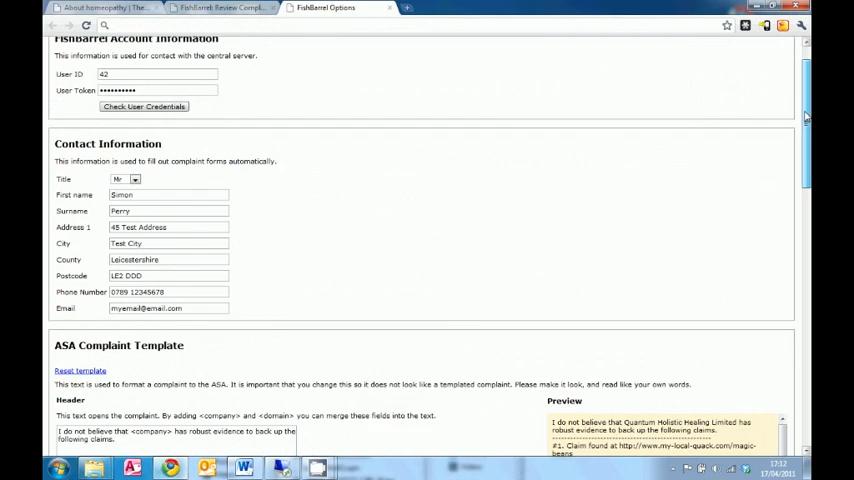 About homeopathy | The...
FishBarrel: Review Compl...
FishBarrel Options
FishBarrel Account Information
This information is used for contact with the central server.
User ID 42
User Token ••••••••••
Check User Credentials
Contact Information
This information is used to fill out complaint forms automatically.
Title Mr
First name Simon
Surname Perry
Address 1 45 Test Address
City Test City
County Leicestershire
Postcode LE2 DDD
Phone Number 0789 12345678
Email myemail@email.com
ASA Complaint Template
Reset template
This text is used to format a complaint to the ASA. It is important that you change this so it does not look like a templated complaint. Please make it look, and read like your own words.
Header
This text opens the complaint. By adding <company> and <domain> you can merge these fields into the text.
I do not believe that <company> has robust evidence to back up the
following claims.
Preview
I do not believe that Quantum Holistic Healing Limited has
robust evidence to back up the following claims.
#1. Claim found at http://www.my-local-quack.com/magic-
beans
17:12
17/04/2011